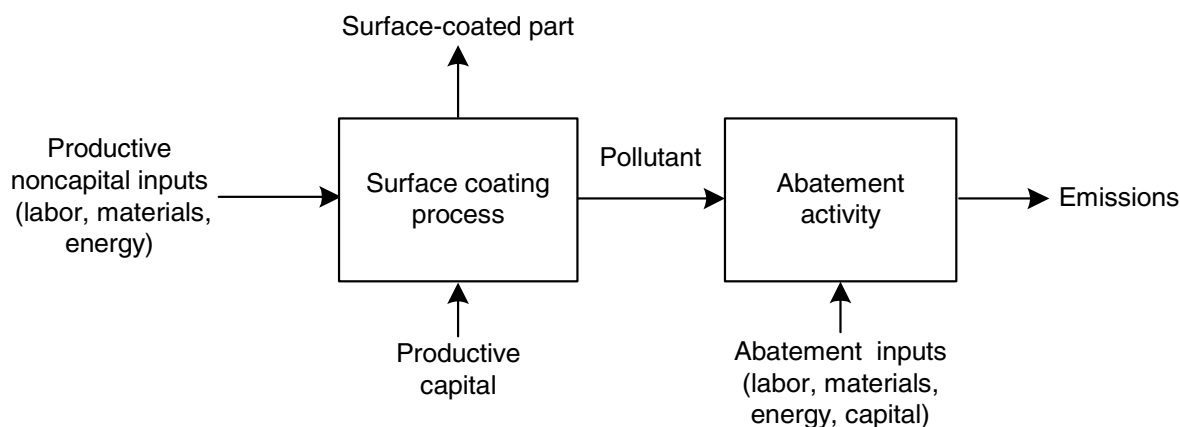 Surface-coated part
Productive
noncapital inputs
(labor, materials,
energy)
Surface coating
process
Pollutant
Abatement
activity
Emissions
Productive
capital
Abatement inputs
(labor, materials,
energy, capital)